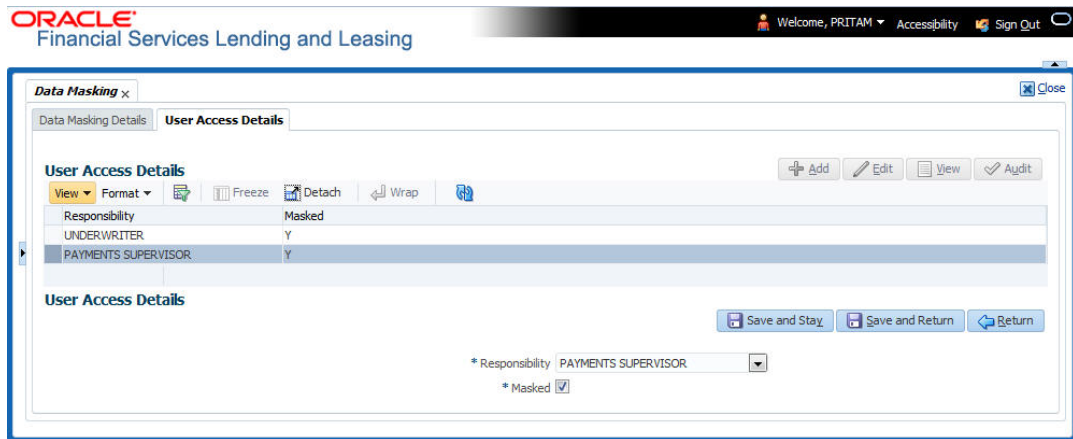 ORACLE®
Financial Services Lending and Leasing
Welcome, PRITAM Accessibility Sign Out
Data Masking x
Close
Data Masking Details User Access Details
User Access Details
Add Edit View Audit
View Format Freeze Detach Wrap
Responsibility Masked
UNDERWRITER Y
PAYMENTS SUPERVISOR Y
User Access Details
Save and Stay Save and Return Return
* Responsibility PAYMENTS SUPERVISOR
* Masked